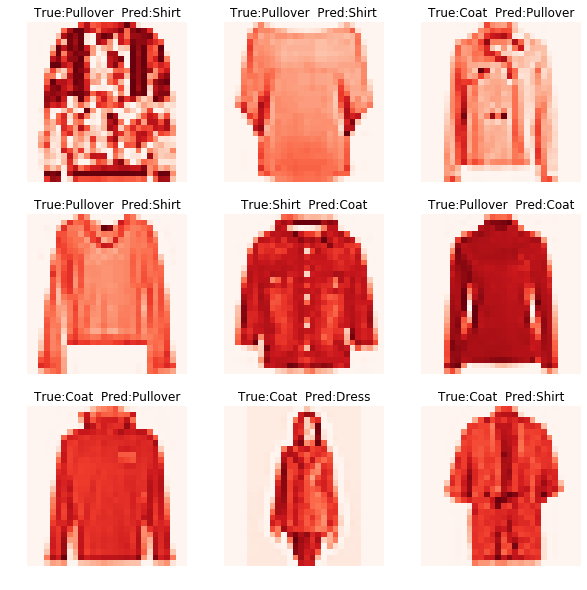 True:Pullover  Pred:Shirt
True:Pullover  Pred:Shirt
True:Coat  Pred:Pullover
True:Pullover  Pred:Shirt
True:Shirt  Pred:Coat
True:Pullover  Pred:Coat
True:Coat  Pred:Pullover
True:Coat  Pred:Dress
True:Coat  Pred:Shirt